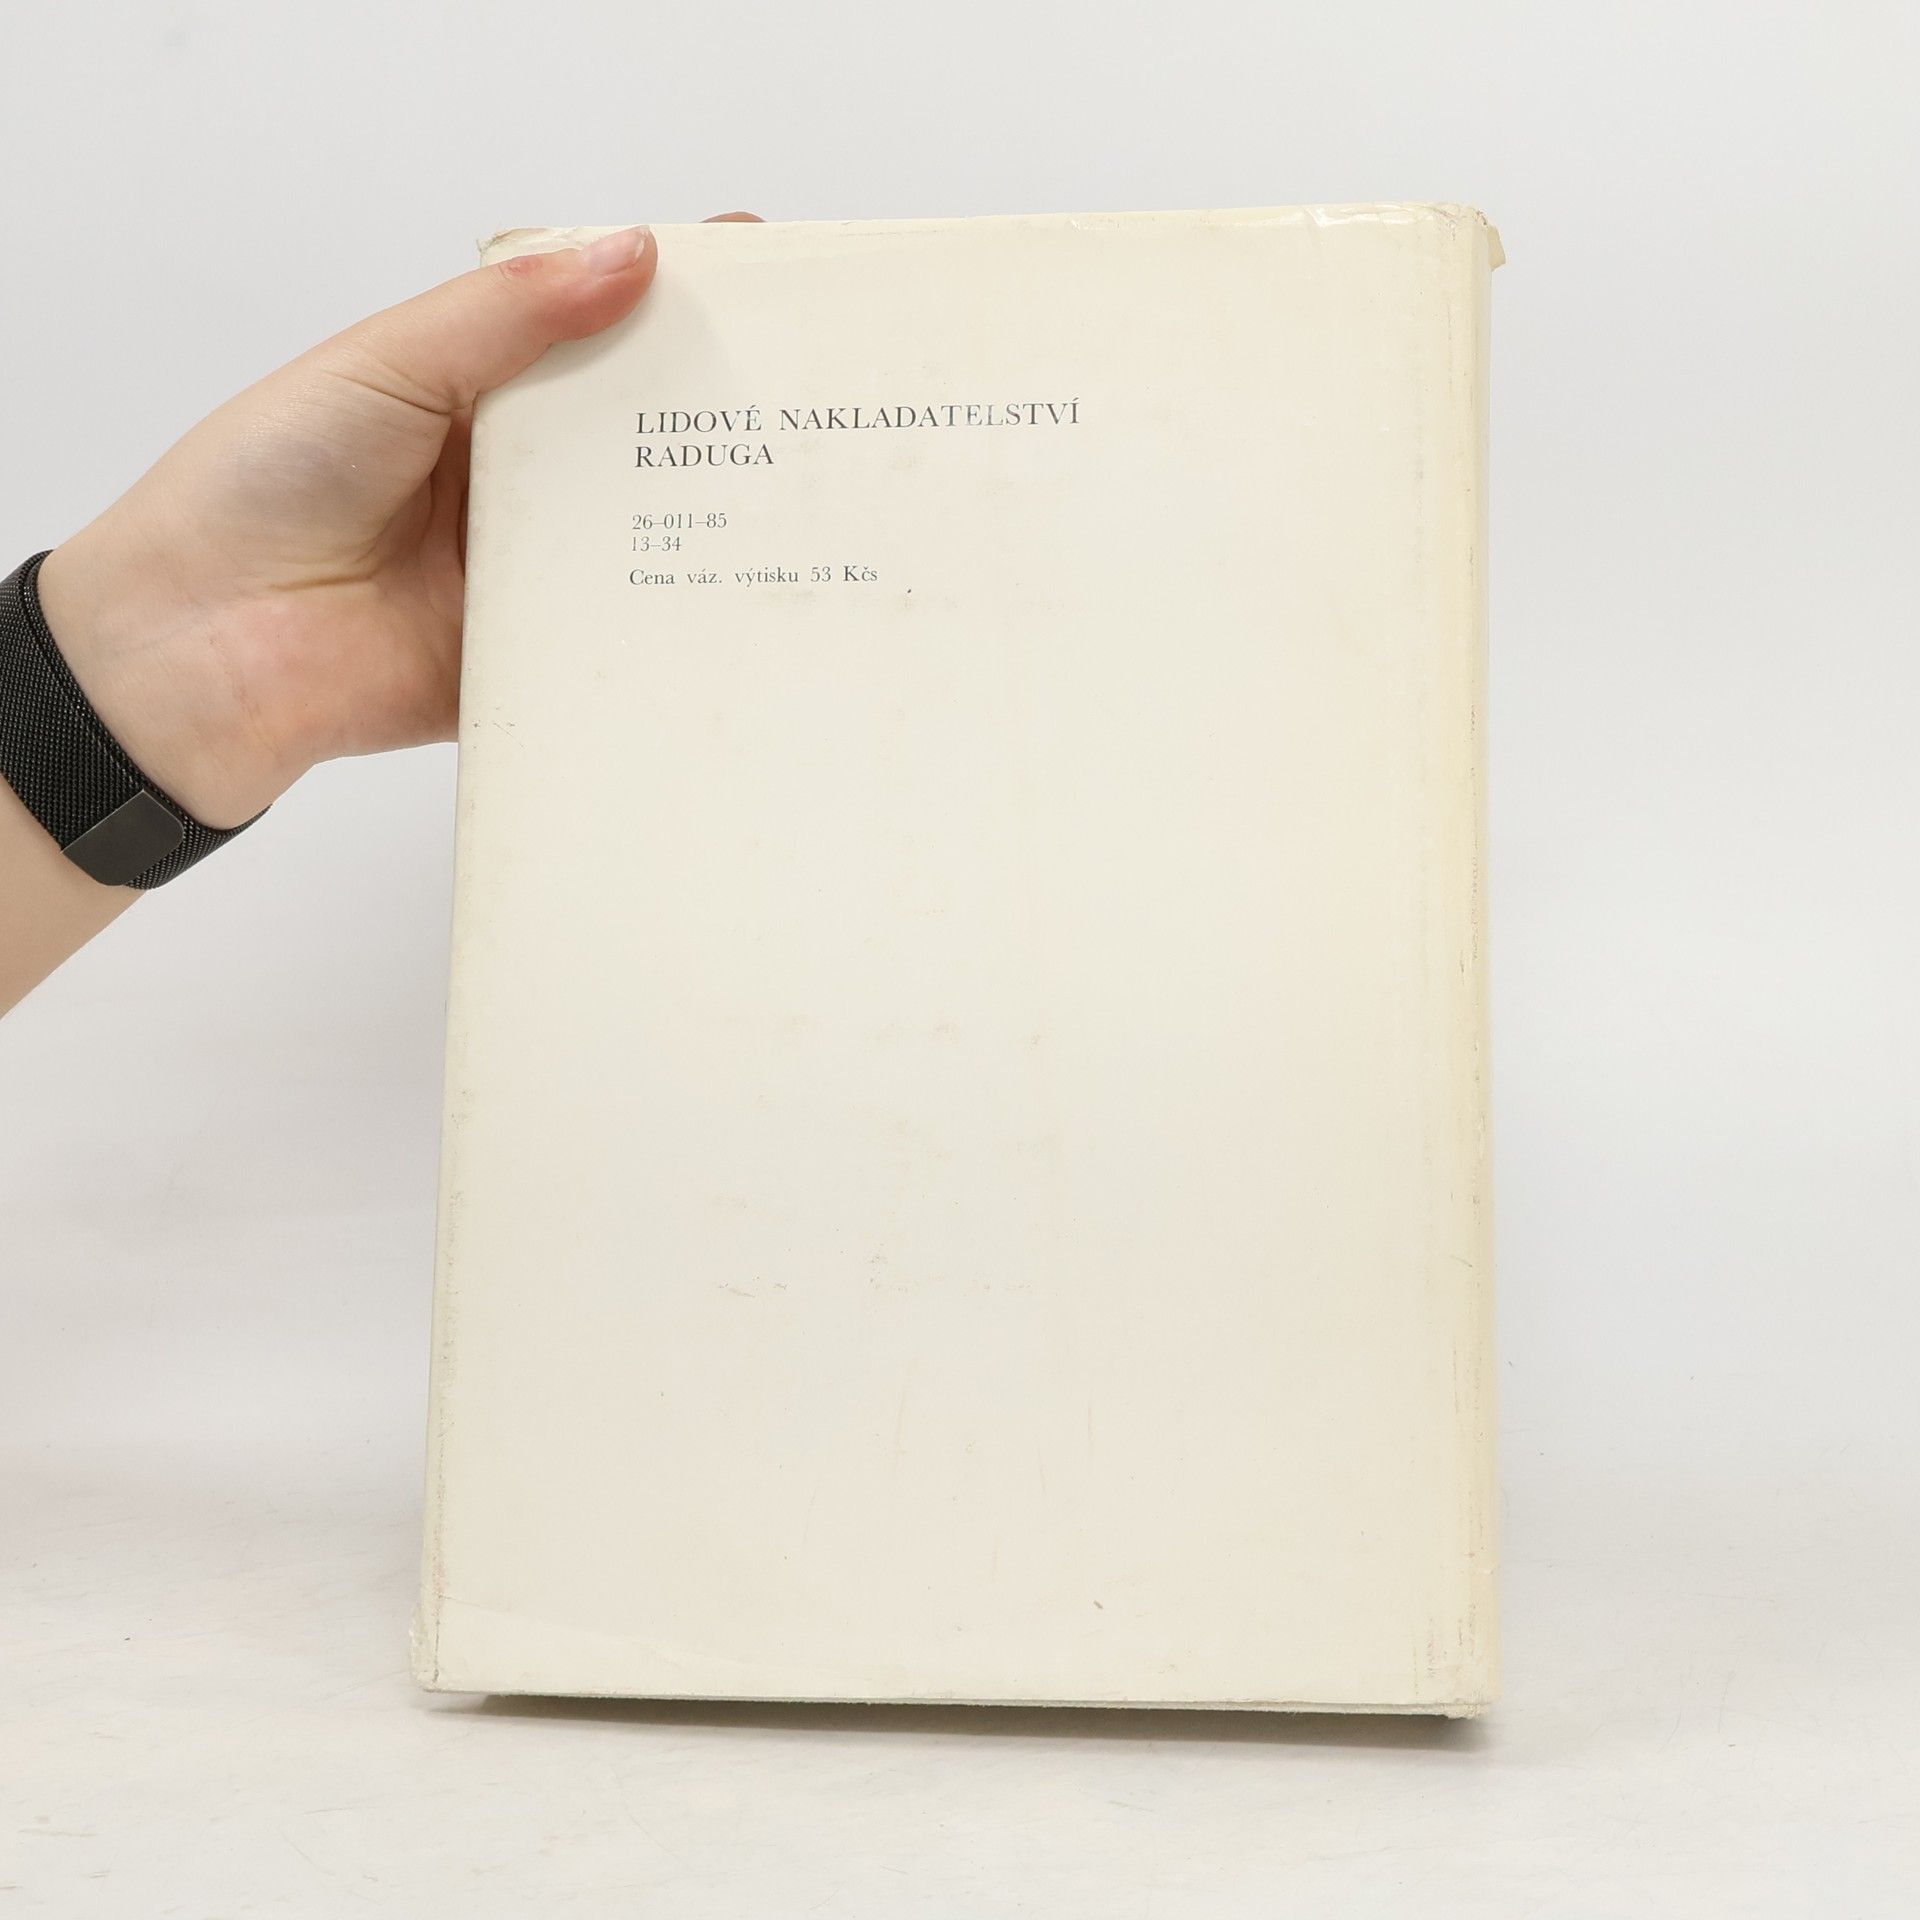 LIDOVÉ NAKLADATELSTVÍ
RADUGA
26–011–85
13–34
Cena váz. výtisku 53 Kčs